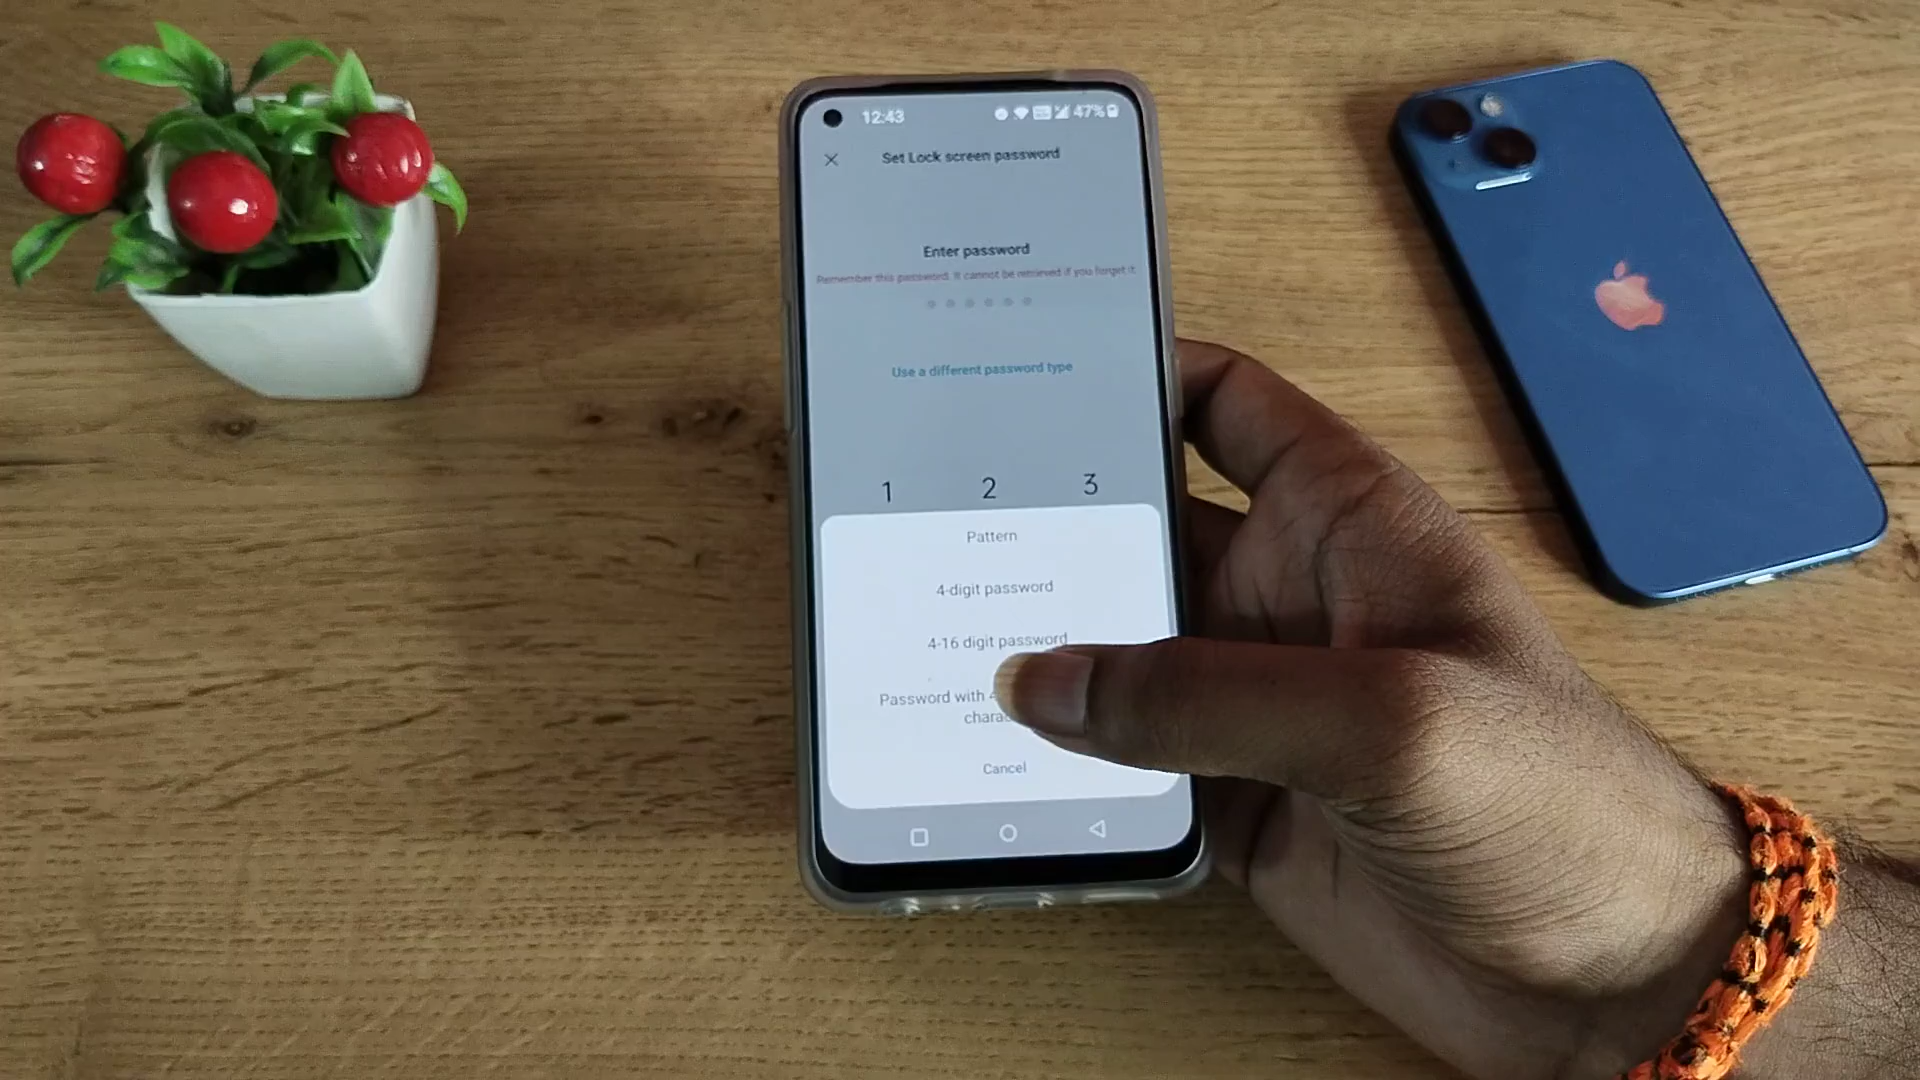 12:43 47%
Set Lock screen password
Enter password
Remember this password. It cannot be retrieved if you forget it.
Use a different password type
1 2 3
Pattern
4-digit password
4-16 digit password
Password with 4
charac
Cancel